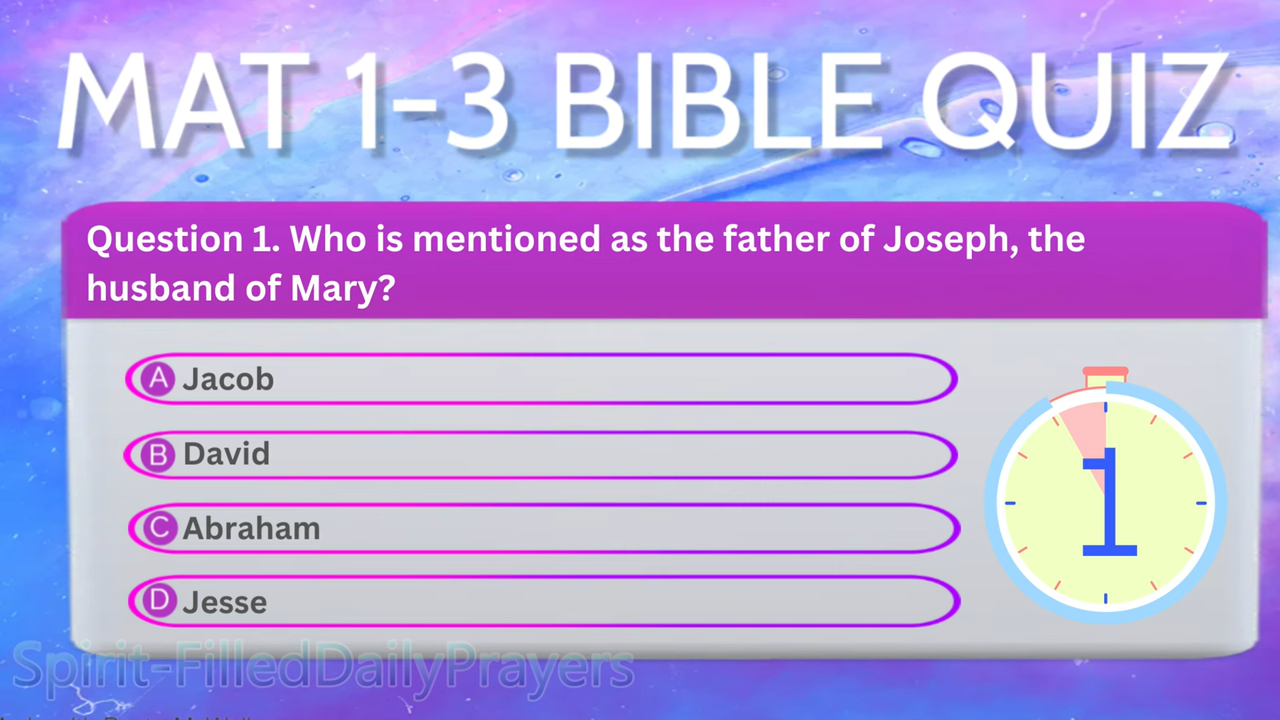 MAT 1-3 BIBLE QUIZ
Question 1. Who is mentioned as the father of Joseph, the
husband of Mary?
A Jacob
B David
C Abraham
D Jesse
1
Spirit-FilledDailyPrayers